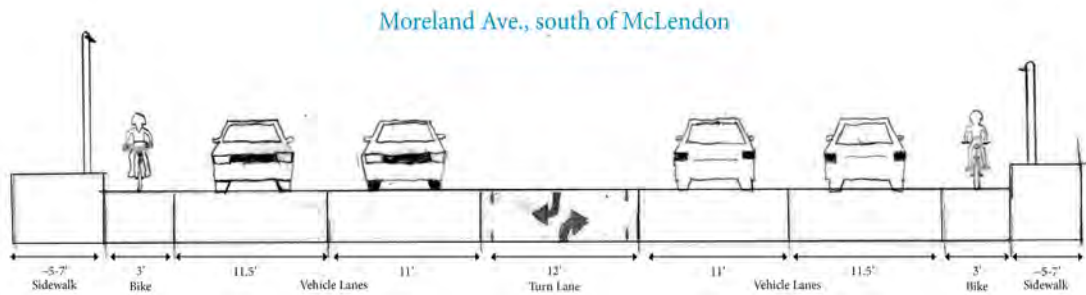 Moreland Ave., south of McLendon
~5-7' 3' 11.5' 11' 12' 11' 11.5' 3' ~5-7'
Sidewalk Bike Vehicle Lanes Turn Lane Vehicle Lanes Bike Sidewalk